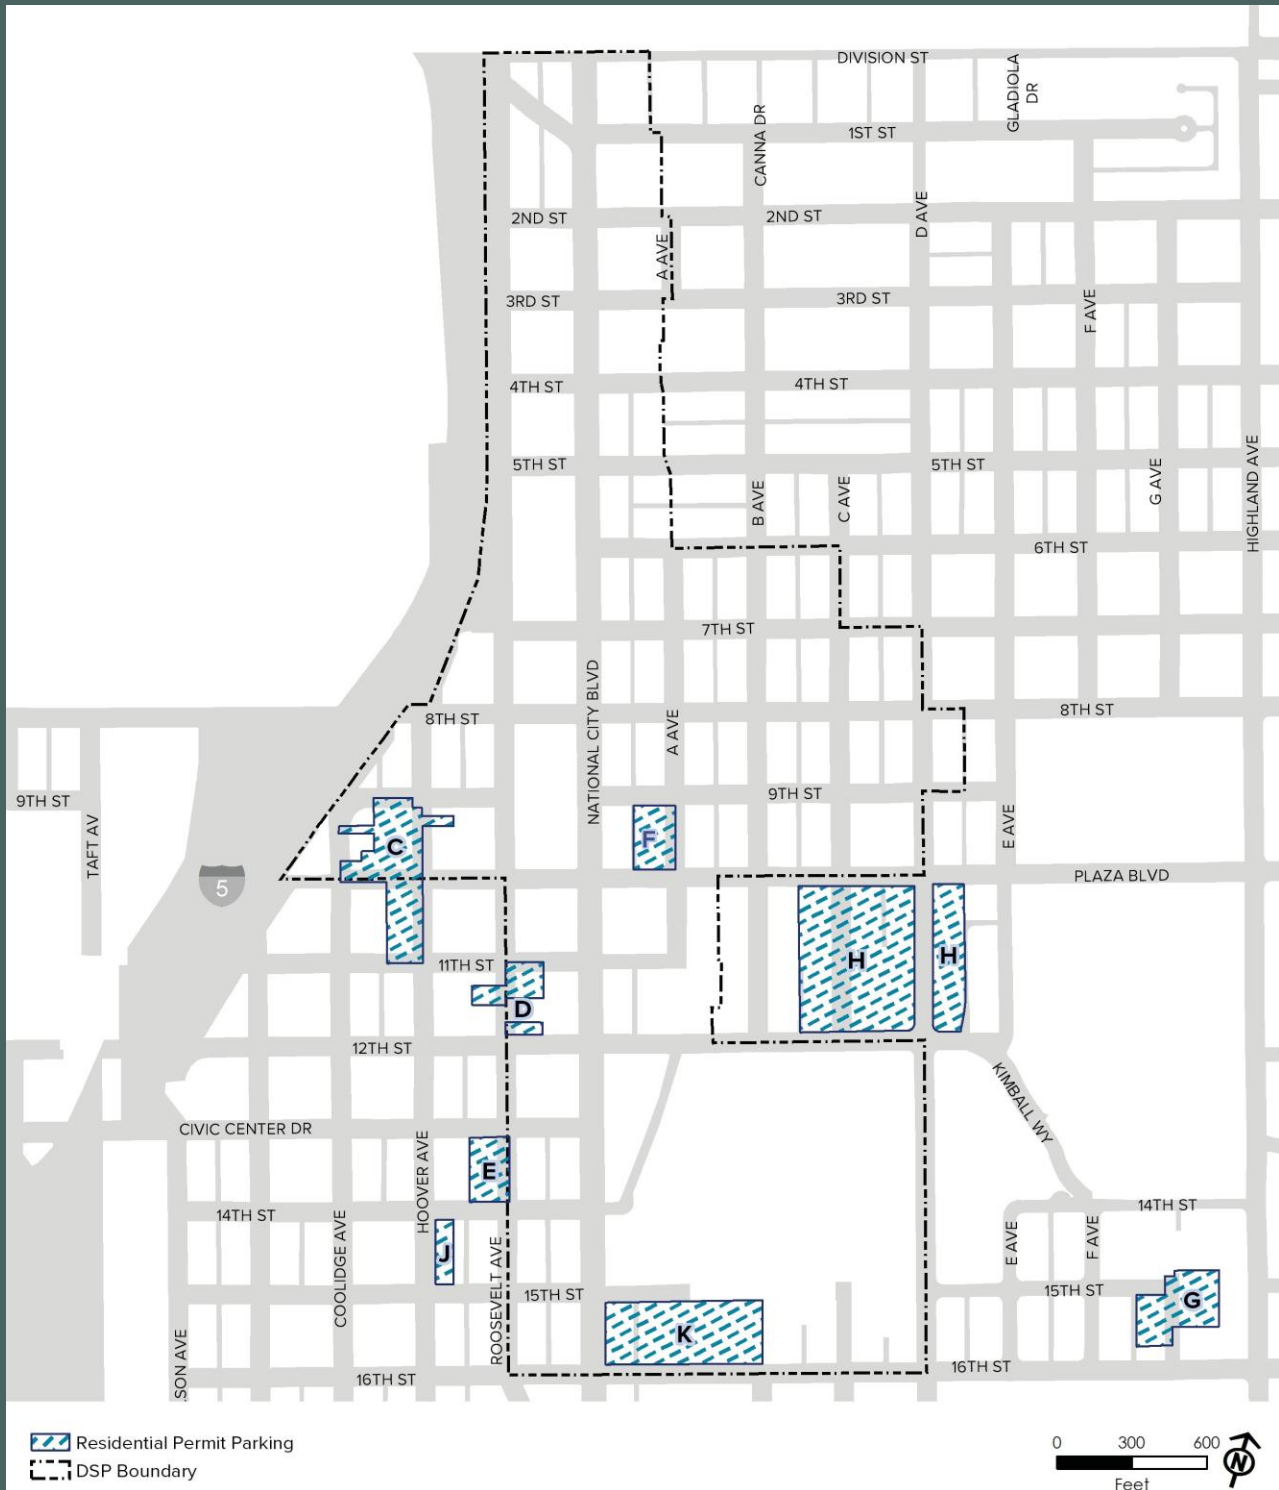 DIVISION ST
GLADIOLA
DR
CANNA DR
1ST ST
2ND ST
2ND ST
D AVE
A AVE
3RD ST
3RD ST
F AVE
4TH ST
4TH ST
5TH ST
5TH ST
B AVE
C AVE
G AVE
HIGHLAND AVE
6TH ST
7TH ST
NATIONAL CITY BLVD
A AVE
8TH ST
8TH ST
9TH ST
9TH ST
TAFT AV
E AVE
C
F
5
PLAZA BLVD
11TH ST
H
H
D
12TH ST
KIMBALL WY
CIVIC CENTER DR
HOOVER AVE
E
14TH ST
14TH ST
COOLIDGE AVE
J
ROOSEVELT AVE
E AVE
F AVE
15TH ST
15TH ST
G
K
SON AVE
16TH ST
16TH ST
Residential Permit Parking
DSP Boundary
0 300 600
Feet
N